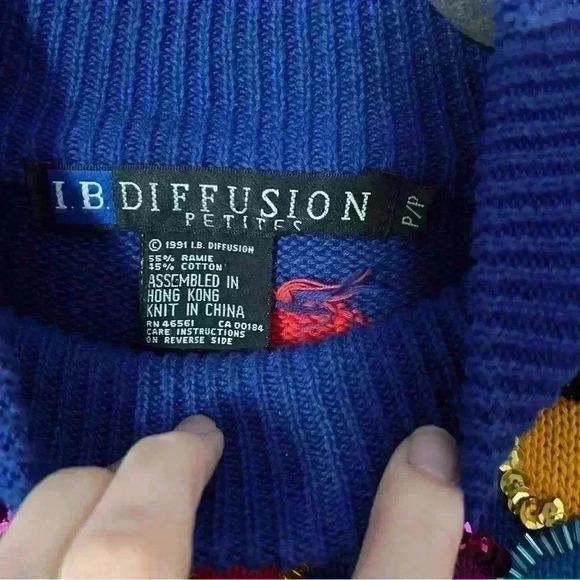 I.B. DIFFUSION
PETITES
P/P
© 1991 I.B. DIFFUSION
55% RAMIE
45% COTTON
ASSEMBLED IN
HONG KONG
KNIT IN CHINA
RN 46561 CA 00184
CARE INSTRUCTIONS
ON REVERSE SIDE